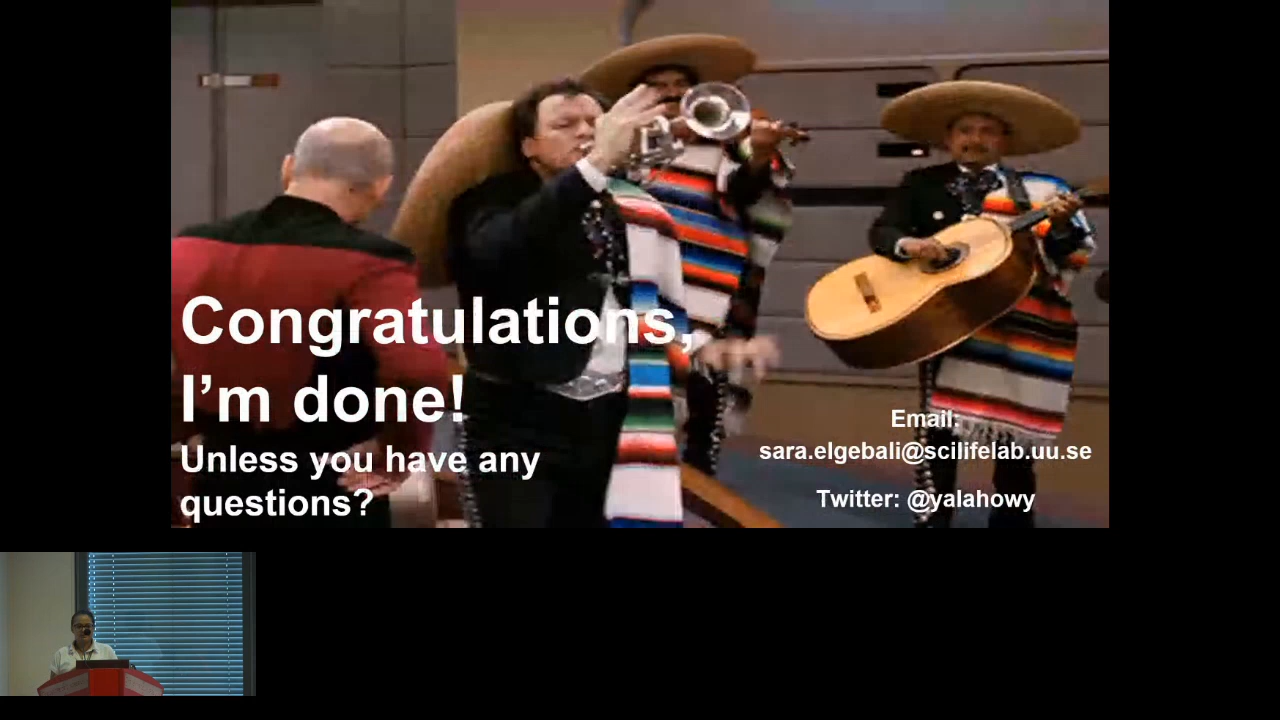 Congratulations,
I'm done!
Unless you have any
questions?
Email:
sara.elgebali@scilifelab.uu.se
Twitter: @yalahowy